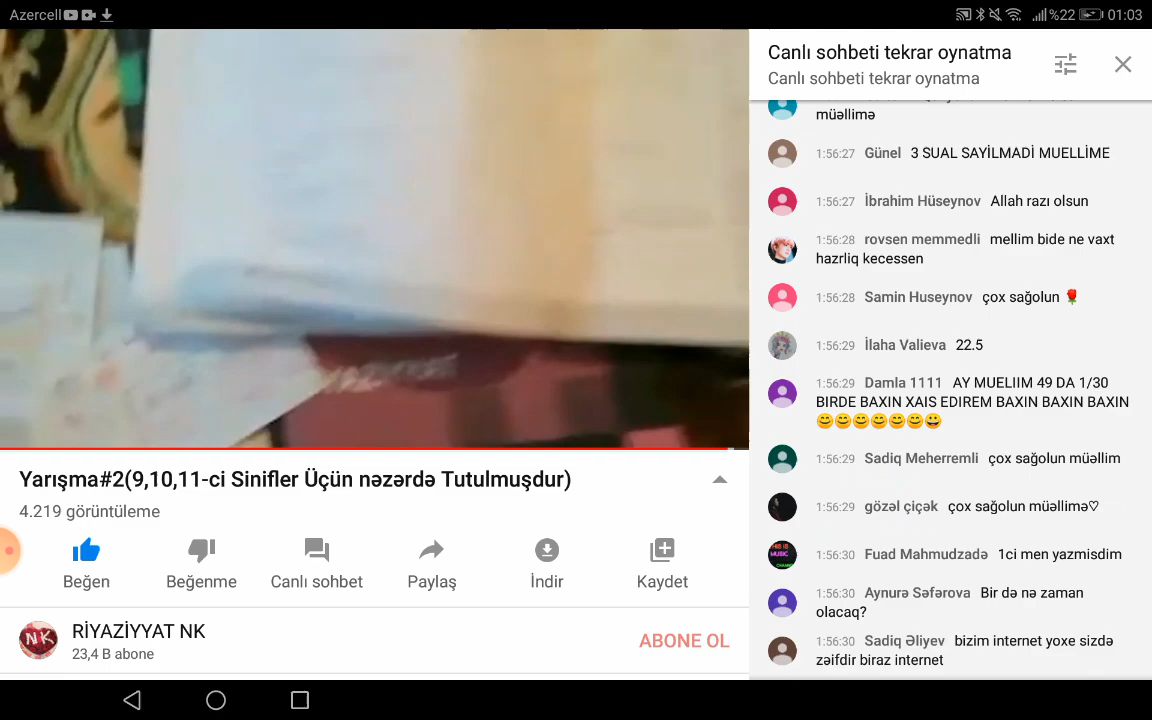 Azercell
%22 01:03
Canlı sohbeti tekrar oynatma
Canlı sohbeti tekrar oynatma
müəllimə
1:56:27 Günel 3 SUAL SAYİLMADİ MUELLİME
1:56:27 İbrahim Hüseynov Allah razı olsun
1:56:28 rovsen memmedli mellim bide ne vaxt
hazrliq kecessen
1:56:28 Samin Huseynov çox sağolun 🌹
1:56:29 İlaha Valieva 22.5
1:56:29 Damla 1111 AY MUELIIM 49 DA 1/30
BIRDE BAXIN XAIS EDIREM BAXIN BAXIN BAXIN
😊😊😊😊😊😊😀
1:56:29 Sadiq Meherremli çox sağolun müəllim
1:56:29 gözəl çiçək çox sağolun müəllimə♡
1:56:30 Fuad Mahmudzadə 1ci men yazmisdim
1:56:30 Aynurə Səfərova Bir də nə zaman
olacaq?
1:56:30 Sadiq Əliyev bizim internet yoxe sizdə
zəifdir biraz internet
Yarışma#2(9,10,11-ci Sinifler Üçün nəzərdə Tutulmuşdur)
4.219 görüntüleme
Beğen Beğenme Canlı sohbet Paylaş İndir Kaydet
NK
RİYAZİYYAT NK
23,4 B abone
ABONE OL